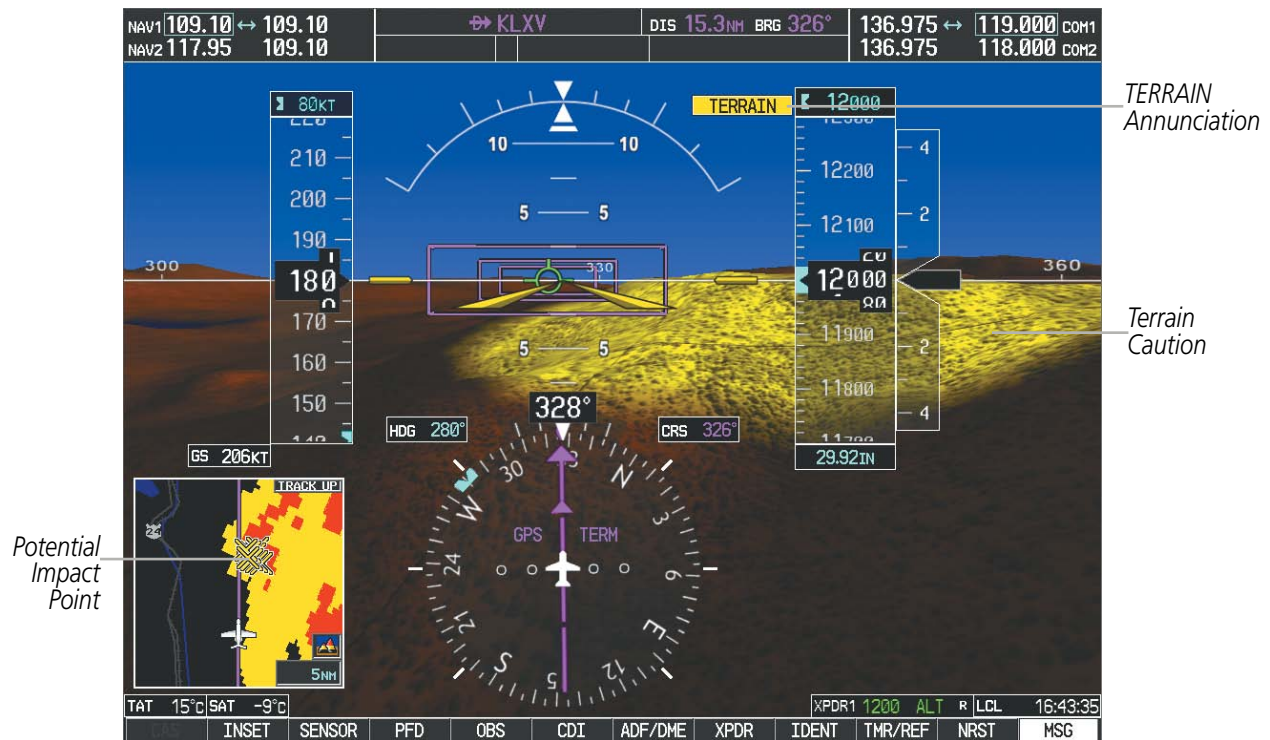 NAV1 109.10 ↔ 109.10
NAV2 117.95 109.10
D KLXV
DIS 15.3NM BRG 326°
136.975 ↔ 119.000 COM1
136.975 118.000 COM2
80KT
TERRAIN
12000
TERRAIN
Annunciation
210
200
190
180
170
160
150
10 10
5 5
5 5
300
330
360
12200
12100
12000
20
80
11900
11800
4
2
2
4
Terrain
Caution
328°
HDG 280°
CRS 326°
GS 206KT
29.92IN
TRACK UP
24
5NM
Potential
Impact
Point
N
3
6
E
12
S
21
24
W
30
GPS TERM
TAT 15°C SAT -9°C
XPDR1 1200 ALT R LCL 16:43:35
INSET SENSOR PFD OBS CDI ADF/DME XPDR IDENT TMR/REF NRST MSG